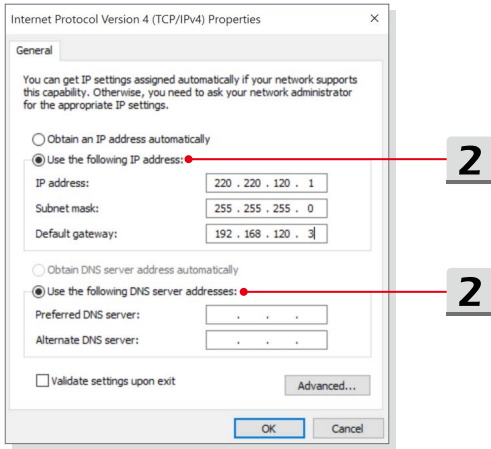 Internet Protocol Version 4 (TCP/IPv4) Properties
General
You can get IP settings assigned automatically if your network supports
this capability. Otherwise, you need to ask your network administrator
for the appropriate IP settings.
Obtain an IP address automatically
Use the following IP address:
2
IP address: 220 . 220 . 120 . 1
Subnet mask: 255 . 255 . 255 . 0
Default gateway: 192 . 168 . 120 . 3
Obtain DNS server address automatically
Use the following DNS server addresses:
2
Preferred DNS server: . . .
Alternate DNS server: . . .
Validate settings upon exit
Advanced...
OK Cancel